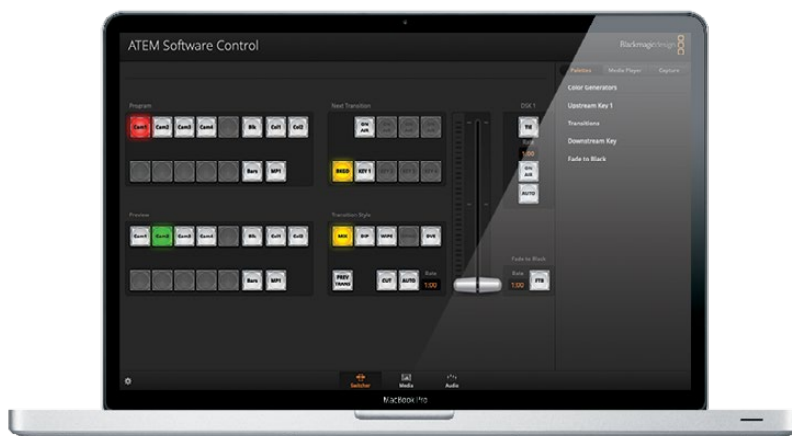 ATEM Software Control
Blackmagicdesign
Palettes Media Player Capture
Color Generators
Upstream Key 1
Transitions
Downstream Key
Fade to Black
Program
Cam1 Cam2 Cam3 Cam4 Blk Col1 Col2
Bars MP1
Next Transition
ON AIR
BKGD KEY 1
DSK 1
TIE
Rate
1:00
ON AIR
AUTO
Preview
Cam1 Cam2 Cam3 Cam4 Blk Col1 Col2
Bars MP1
Transition Style
MIX DIP WIPE DVE
PREV TRANS CUT AUTO Rate 1:00
Fade to Black
Rate
1:00 FTB
Switcher Media Audio
MacBook Pro